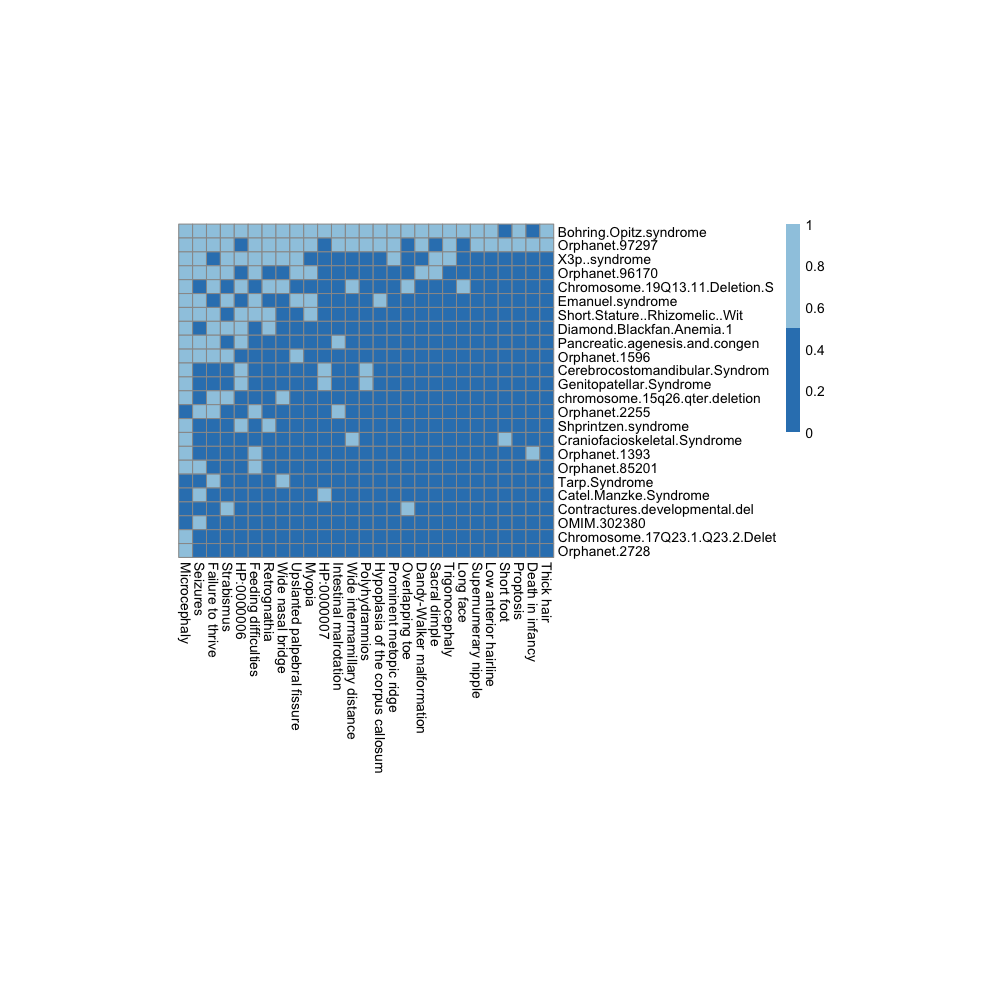 Bohring.Opitz.syndrome
Orphanet.97297
X3p..syndrome
Orphanet.96170
Chromosome.19Q13.11.Deletion.S
Emanuel.syndrome
Short.Stature..Rhizomelic..Wit
Diamond.Blackfan.Anemia.1
Pancreatic.agenesis.and.congen
Orphanet.1596
Cerebrocostomandibular.Syndrom
Genitopatellar.Syndrome
chromosome.15q26.qter.deletion
Orphanet.2255
Shprintzen.syndrome
Craniofacioskeletal.Syndrome
Orphanet.1393
Orphanet.85201
Tarp.Syndrome
Catel.Manzke.Syndrome
Contractures.developmental.del
OMIM.302380
Chromosome.17Q23.1.Q23.2.Delet
Orphanet.2728
1
0.8
0.6
0.4
0.2
0
Microcephaly
Seizures
Failure to thrive
Strabismus
HP:0000006
Feeding difficulties
Retrognathia
Wide nasal bridge
Upslanted palpebral fissure
Myopia
HP:0000007
Intestinal malrotation
Wide intermamillary distance
Polyhydramnios
Hypoplasia of the corpus callosum
Prominent metopic ridge
Overlapping toe
Dandy-Walker malformation
Sacral dimple
Trigonocephaly
Long face
Supernumerary nipple
Low anterior hairline
Short foot
Proptosis
Death in infancy
Thick hair